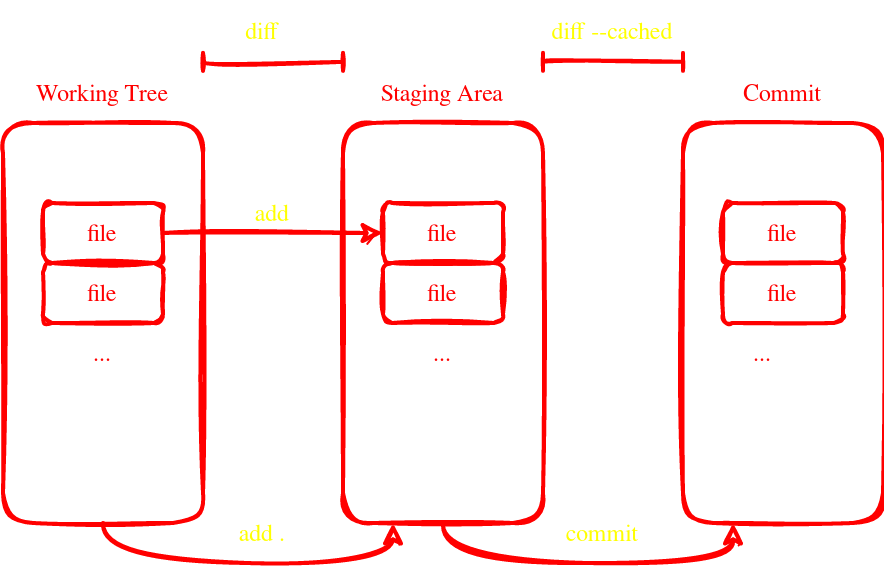 diff
diff --cached
Working Tree
Staging Area
Commit
file
add
file
file
file
file
file
...
...
...
add .
commit